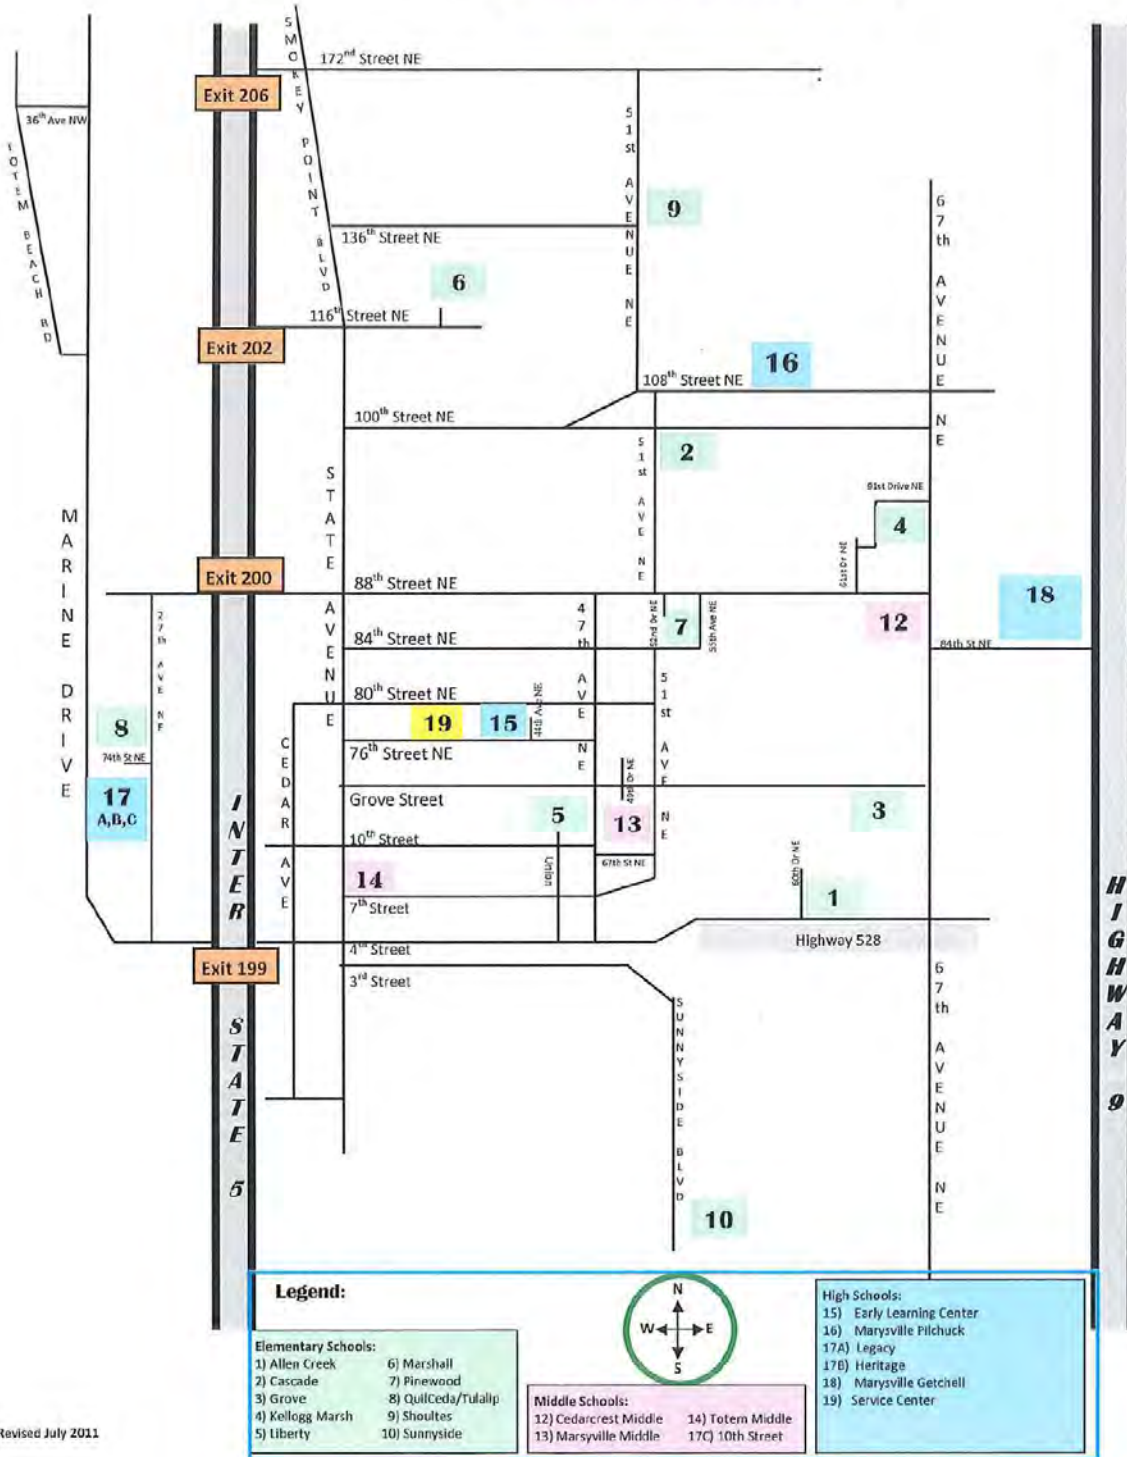 172nd Street NE
SMOKEY POINT BLVD
Exit 206
36th Ave NW
TOTEM BEACH RD
51st AVENUE NE
9
67th AVENUE NE
136th Street NE
6
116th Street NE
Exit 202
16
108th Street NE
100th Street NE
2
51st AVE NE
STATE AVENUE
MARINE DRIVE
81st Drive NE
4
61st Dr NE
Exit 200
88th Street NE
18
27th AVE NE
47th AVE NE
52nd Dr NE
7
55th Ave NE
12
84th Street NE
84th St NE
80th Street NE
44th Ave NE
51st AVE NE
8
19
15
74th St NE
76th Street NE
CEDAR AVE
49th Dr NE
17
A,B,C
Grove Street
5
13
3
INTER STATE 5
10th Street
Union
67th St NE
60th Dr NE
14
7th Street
1
HIGHWAY 9
Highway 528
4th Street
Exit 199
3rd Street
67th AVENUE NE
SUNNYSIDE BLVD
10
Legend:
N
W E
S
Elementary Schools:
1) Allen Creek 6) Marshall
2) Cascade 7) Pinewood
3) Grove 8) QuilCeda/Tulalip
4) Kellogg Marsh 9) Shoultes
5) Liberty 10) Sunnyside
Middle Schools:
12) Cedarcrest Middle 14) Totem Middle
13) Marsyville Middle 17C) 10th Street
High Schools:
15) Early Learning Center
16) Marysville Pilchuck
17A) Legacy
17B) Heritage
18) Marysville Getchell
19) Service Center
Revised July 2011